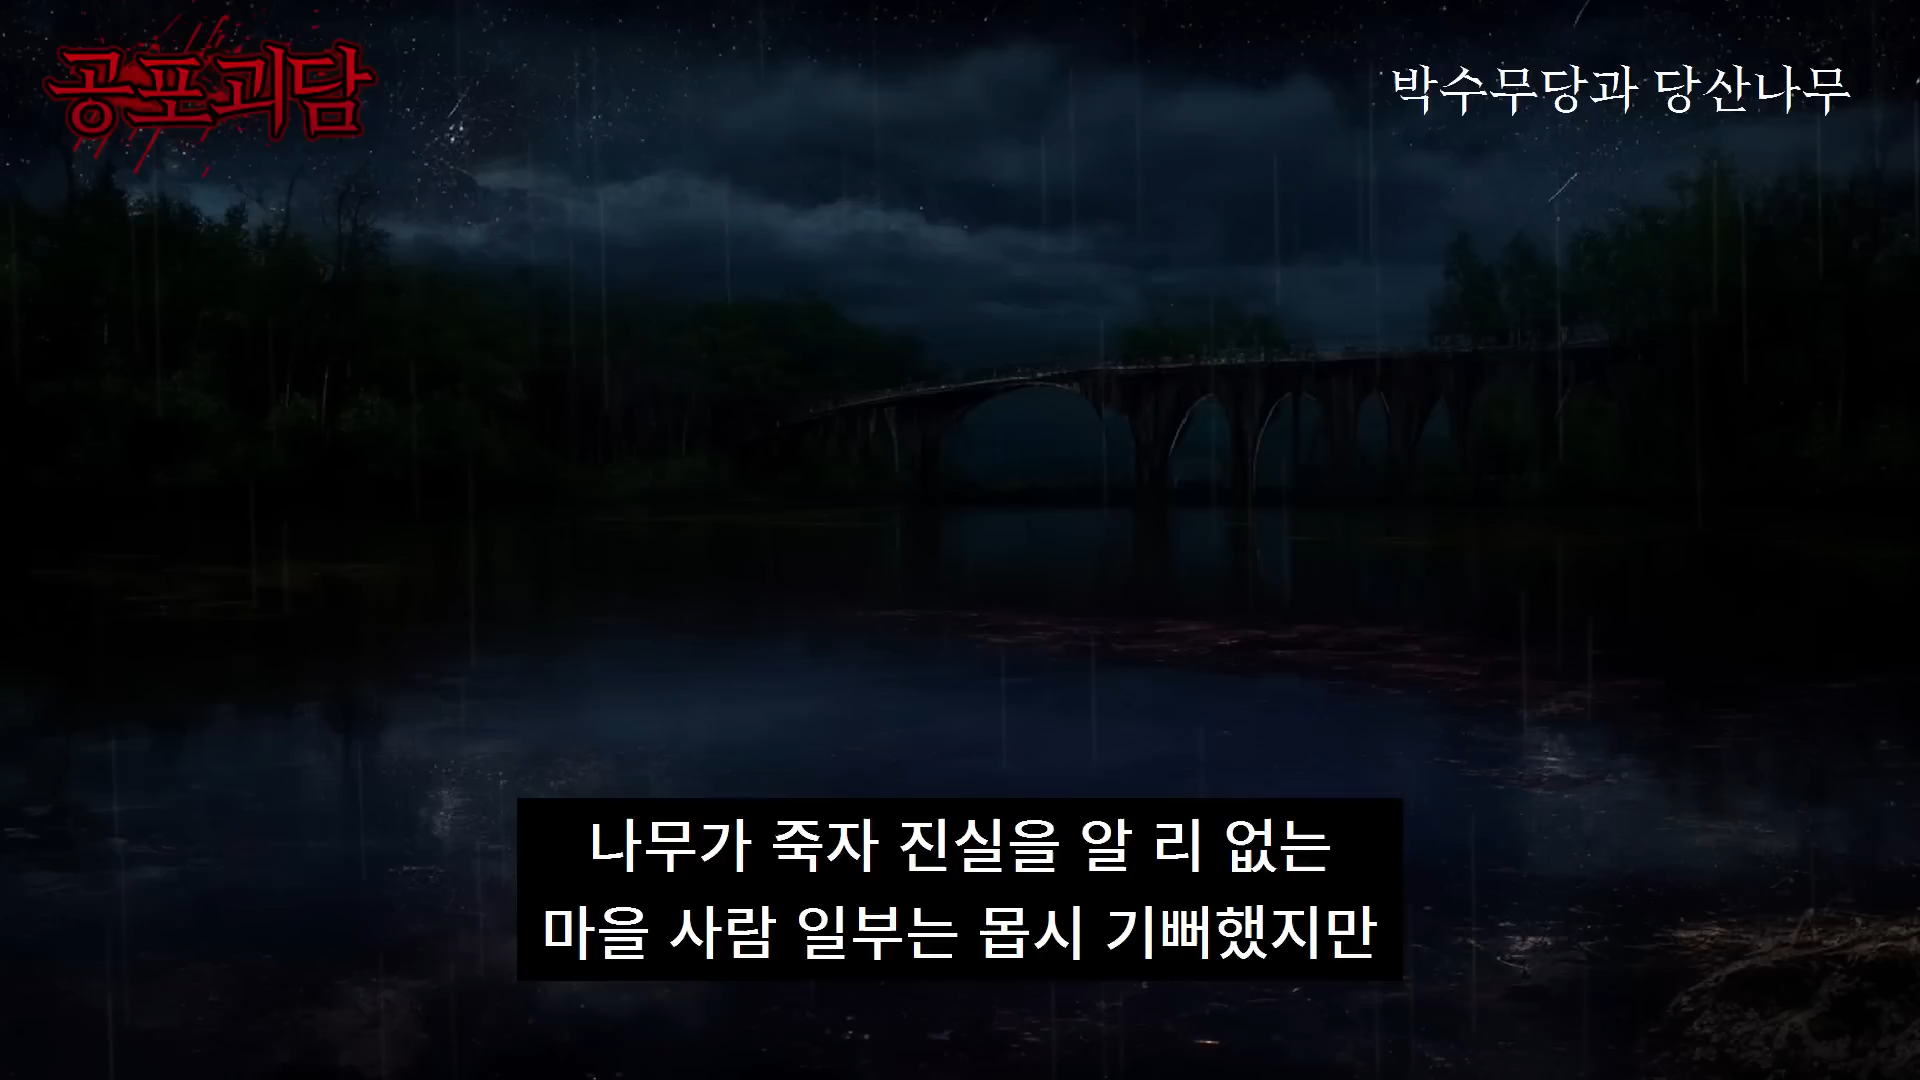 공포괴담
박수무당과 당산나무
나무가 죽자 진실을 알 리 없는
마을 사람 일부는 몹시 기뻐했지만